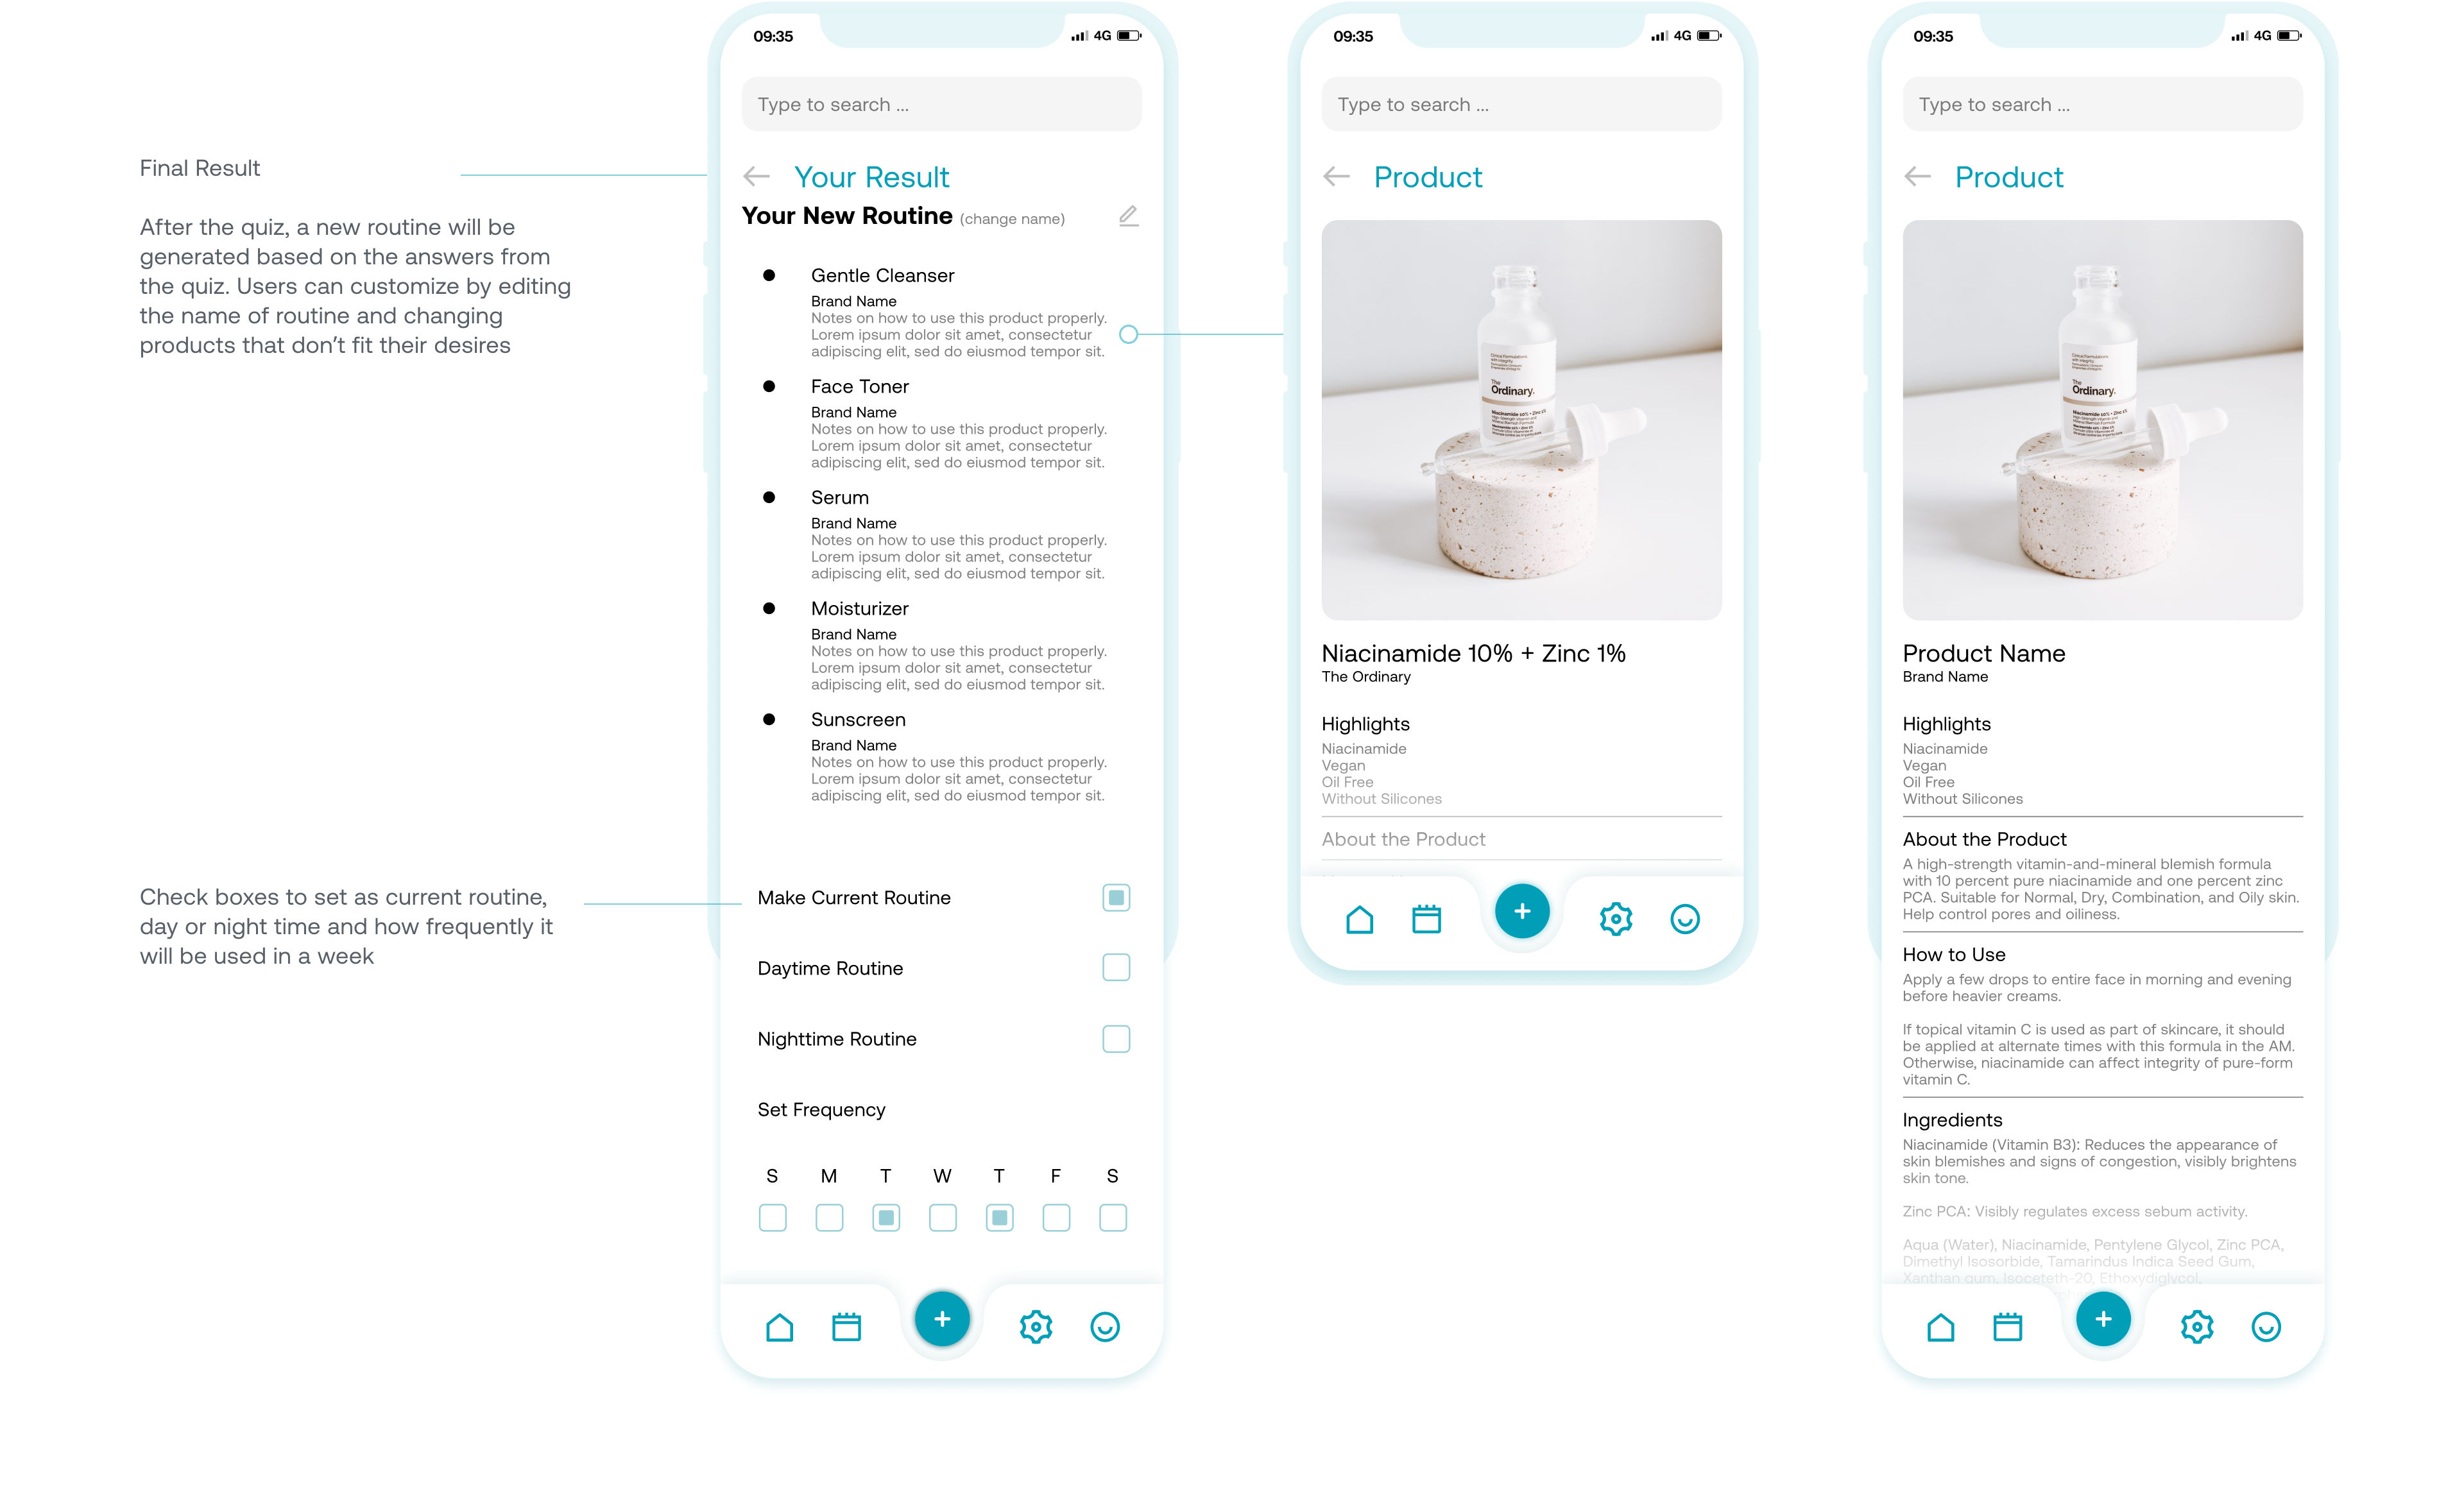 Final Result
After the quiz, a new routine will be
generated based on the answers from
the quiz. Users can customize by editing
the name of routine and changing
products that don’t fit their desires
Check boxes to set as current routine,
day or night time and how frequently it
will be used in a week
09:35
4G
Type to search ...
Your Result
Your New Routine (change name)
Gentle Cleanser
Brand Name
Notes on how to use this product properly.
Lorem ipsum dolor sit amet, consectetur
adipiscing elit, sed do eiusmod tempor sit.
Face Toner
Brand Name
Notes on how to use this product properly.
Lorem ipsum dolor sit amet, consectetur
adipiscing elit, sed do eiusmod tempor sit.
Serum
Brand Name
Notes on how to use this product properly.
Lorem ipsum dolor sit amet, consectetur
adipiscing elit, sed do eiusmod tempor sit.
Moisturizer
Brand Name
Notes on how to use this product properly.
Lorem ipsum dolor sit amet, consectetur
adipiscing elit, sed do eiusmod tempor sit.
Sunscreen
Brand Name
Notes on how to use this product properly.
Lorem ipsum dolor sit amet, consectetur
adipiscing elit, sed do eiusmod tempor sit.
Make Current Routine
Daytime Routine
Nighttime Routine
Set Frequency
S M T W T F S
09:35
4G
Type to search ...
Product
The
Ordinary.
Niacinamide 10% + Zinc 1%
Niacinamide 10% + Zinc 1%
The Ordinary
Highlights
Niacinamide
Vegan
Oil Free
Without Silicones
About the Product
09:35
4G
Type to search ...
Product
The
Ordinary.
Niacinamide 10% + Zinc 1%
Product Name
Brand Name
Highlights
Niacinamide
Vegan
Oil Free
Without Silicones
About the Product
A high-strength vitamin-and-mineral blemish formula
with 10 percent pure niacinamide and one percent zinc
PCA. Suitable for Normal, Dry, Combination, and Oily skin.
Help control pores and oiliness.
How to Use
Apply a few drops to entire face in morning and evening
before heavier creams.
If topical vitamin C is used as part of skincare, it should
be applied at alternate times with this formula in the AM.
Otherwise, niacinamide can affect integrity of pure-form
vitamin C.
Ingredients
Niacinamide (Vitamin B3): Reduces the appearance of
skin blemishes and signs of congestion, visibly brightens
skin tone.
Zinc PCA: Visibly regulates excess sebum activity.
Aqua (Water), Niacinamide, Pentylene Glycol, Zinc PCA,
Dimethyl Isosorbide, Tamarindus Indica Seed Gum,
Xanthan gum, Isoceteth-20, Ethoxydiglycol,